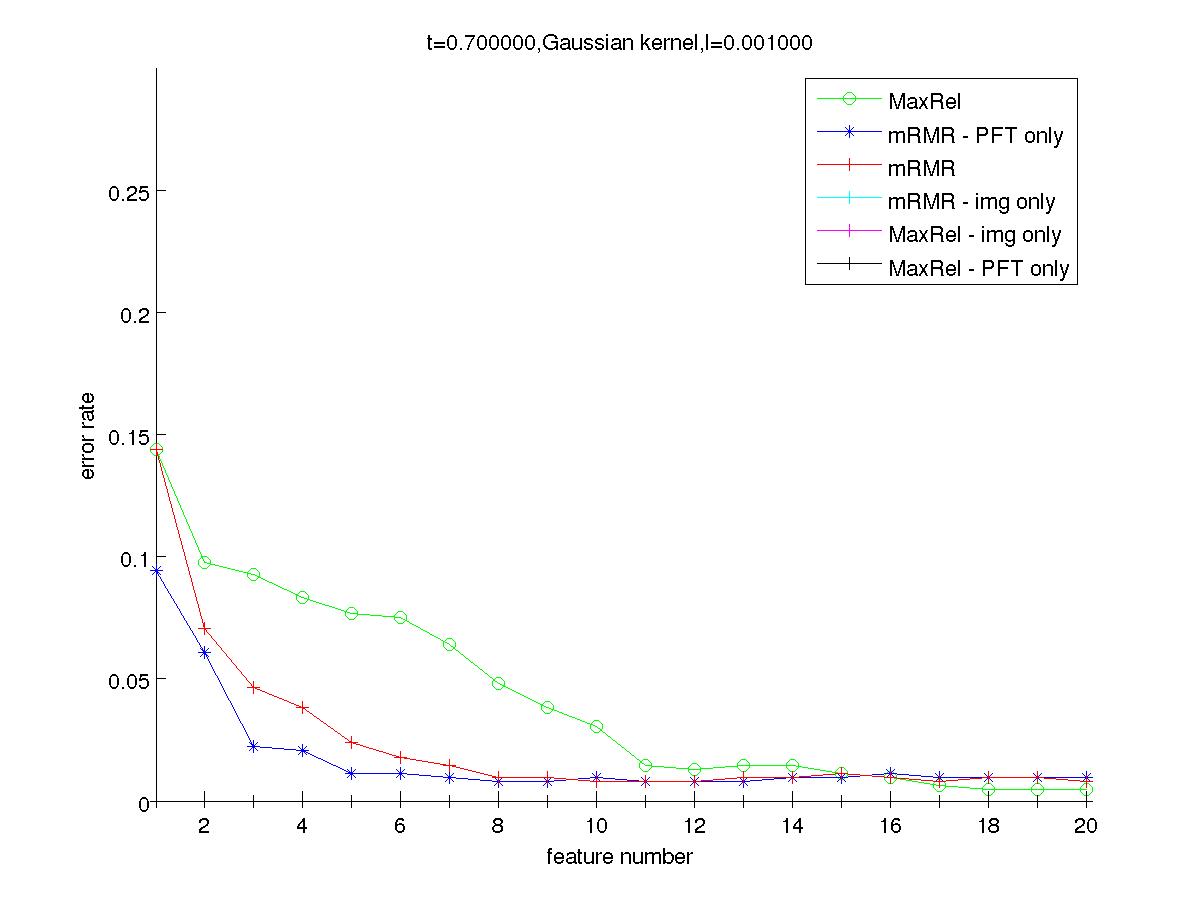 t=0.700000,Gaussian kernel,l=0.001000
MaxRel
mRMR - PFT only
mRMR
mRMR - img only
MaxRel - img only
MaxRel - PFT only
0.25
0.2
0.15
0.1
0.05
0
error rate
2 4 6 8 10 12 14 16 18 20
feature number